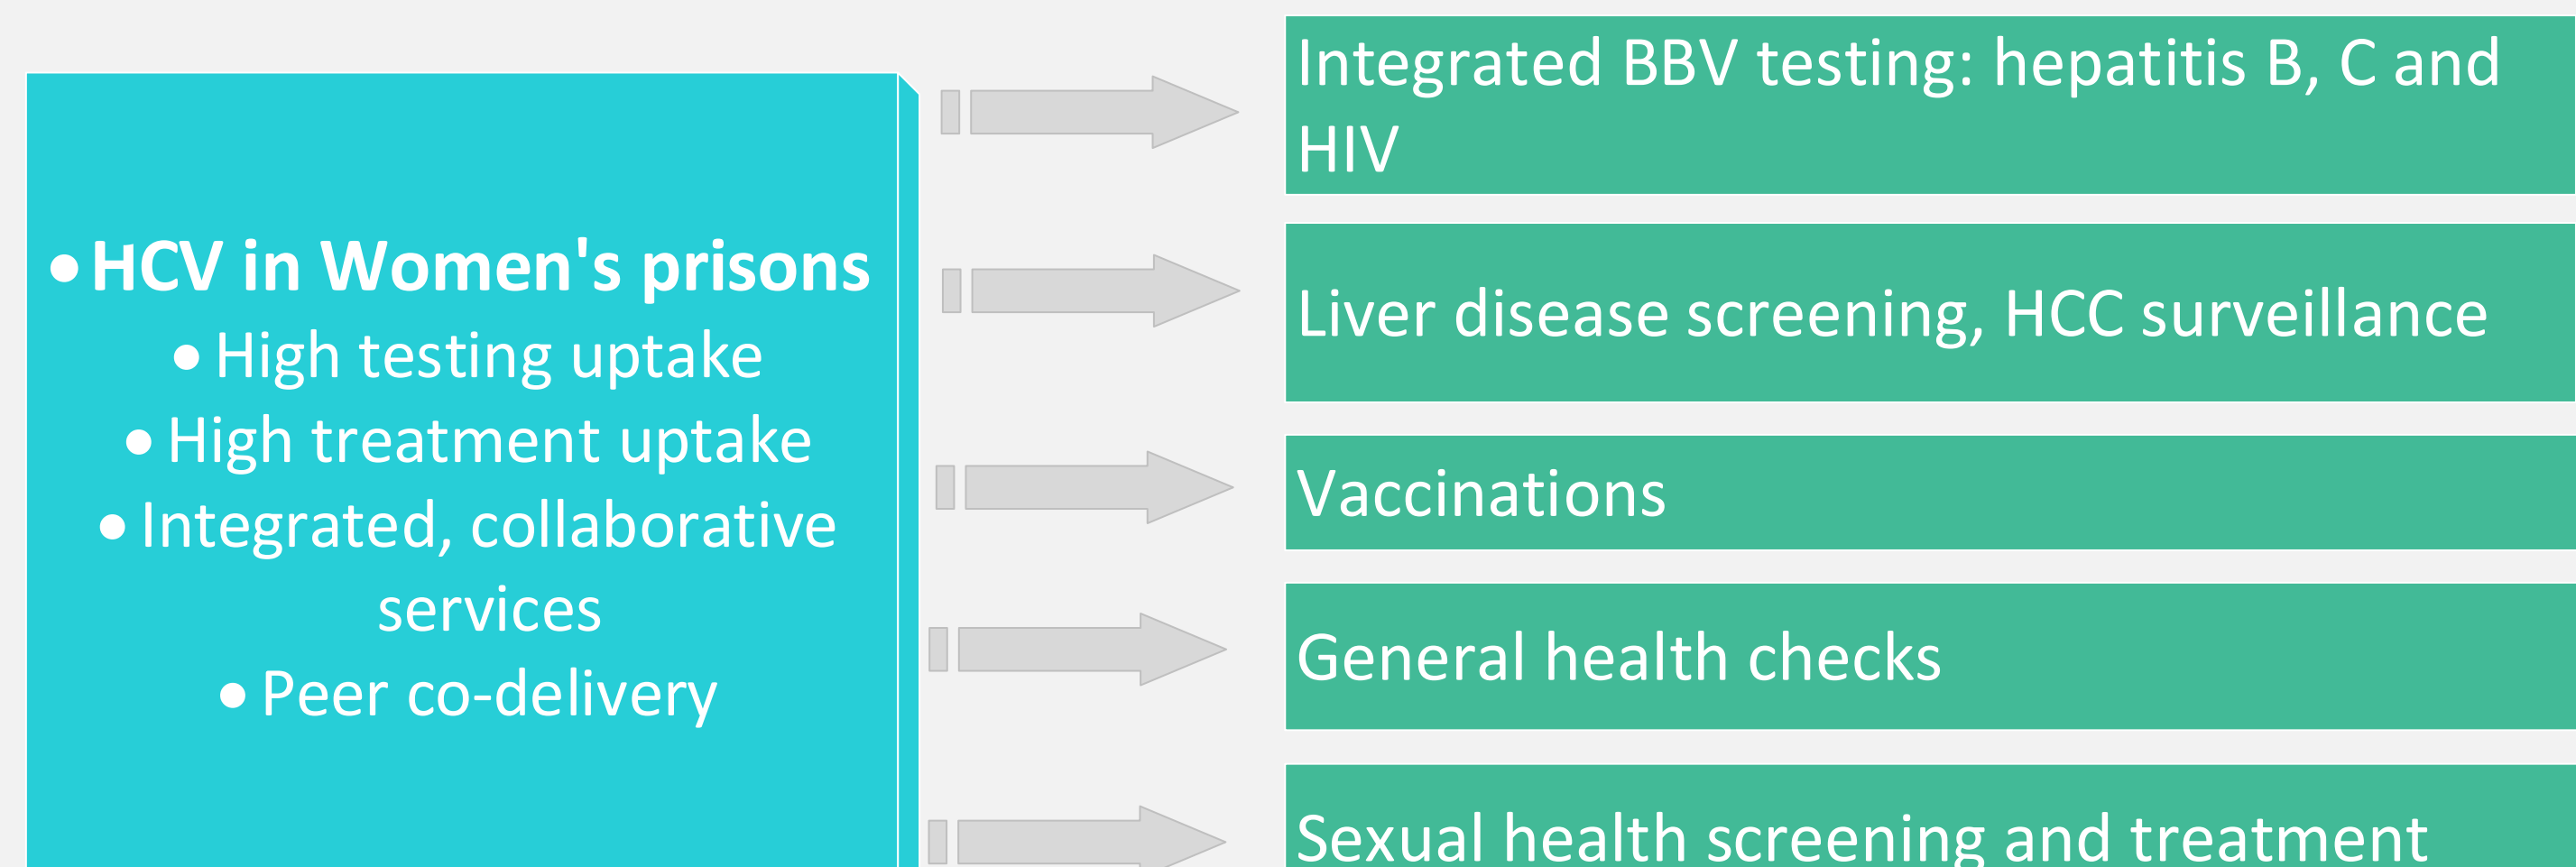 • HCV in Women's prisons
• High testing uptake
• High treatment uptake
• Integrated, collaborative
services
• Peer co-delivery
Integrated BBV testing: hepatitis B, C and
HIV
Liver disease screening, HCC surveillance
Vaccinations
General health checks
Sexual health screening and treatment